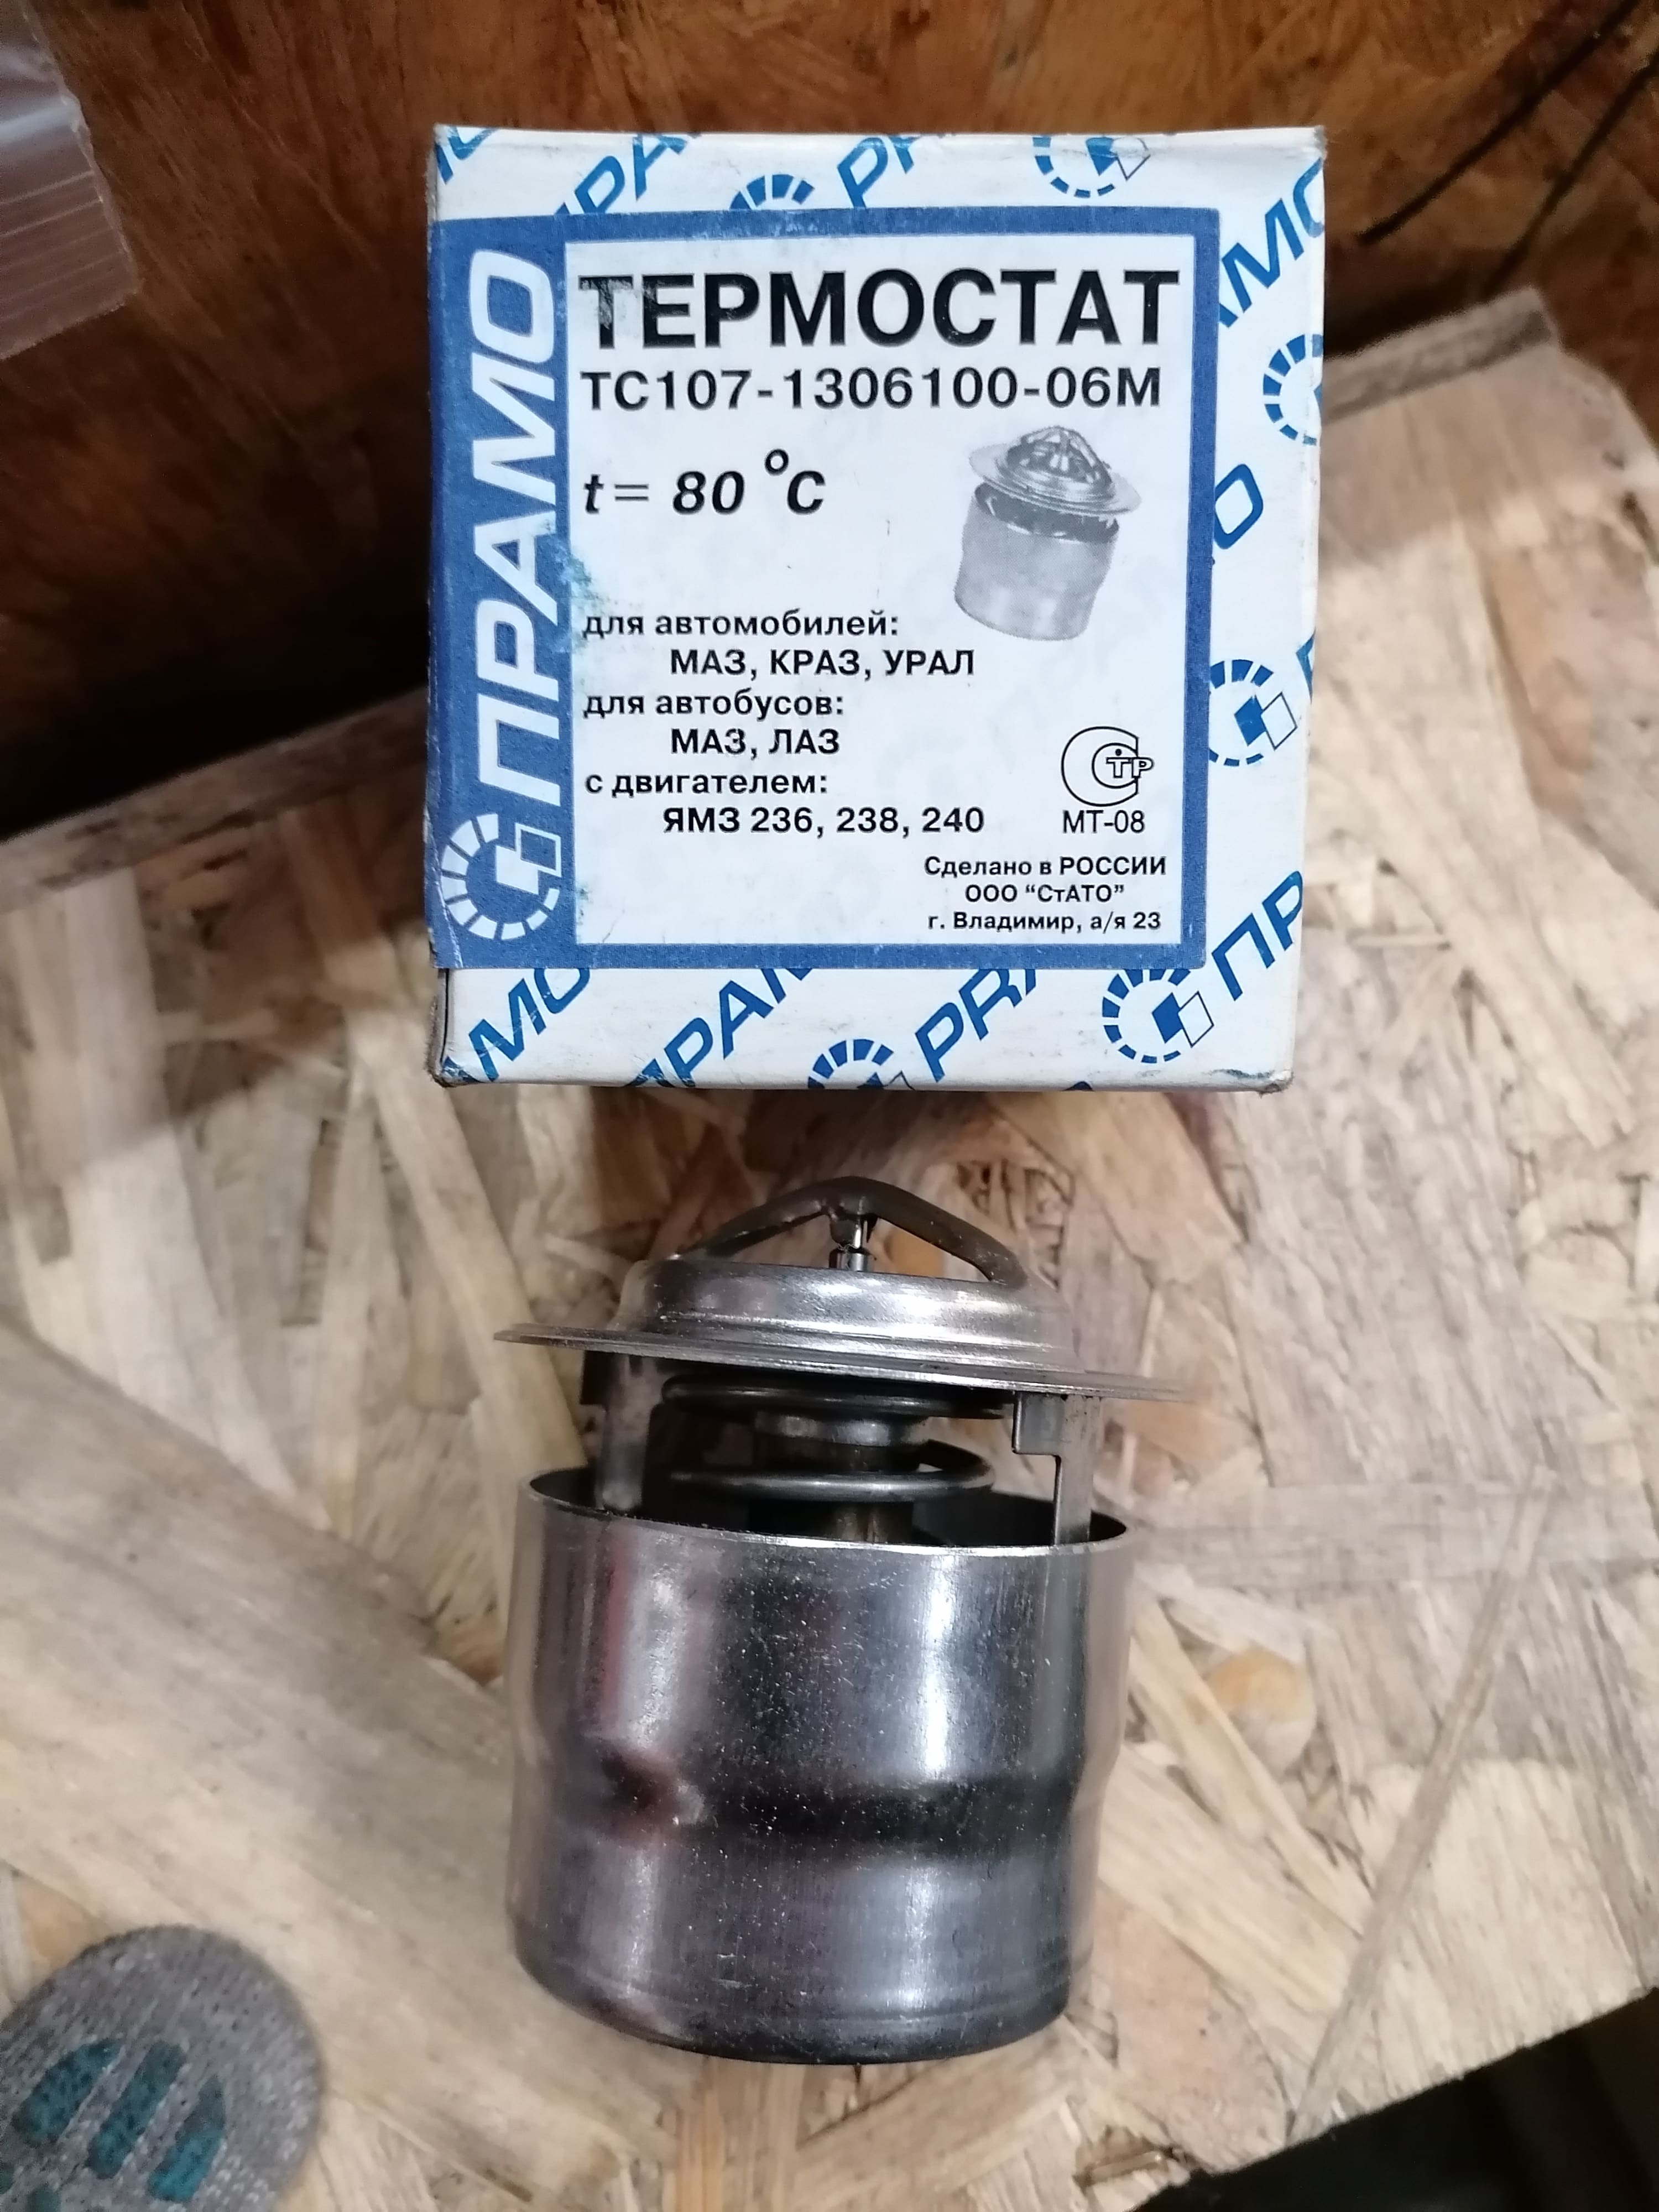 ПРАМО
ТЕРМОСТАТ
ТС107-1306100-06М
t= 80 °С
для автомобилей:
МАЗ, КРАЗ, УРАЛ
для автобусов:
МАЗ, ЛАЗ
с двигателем:
ЯМЗ 236, 238, 240
СТР
МТ-08
Сделано в РОССИИ
ООО “СтАТО”
г. Владимир, а/я 23